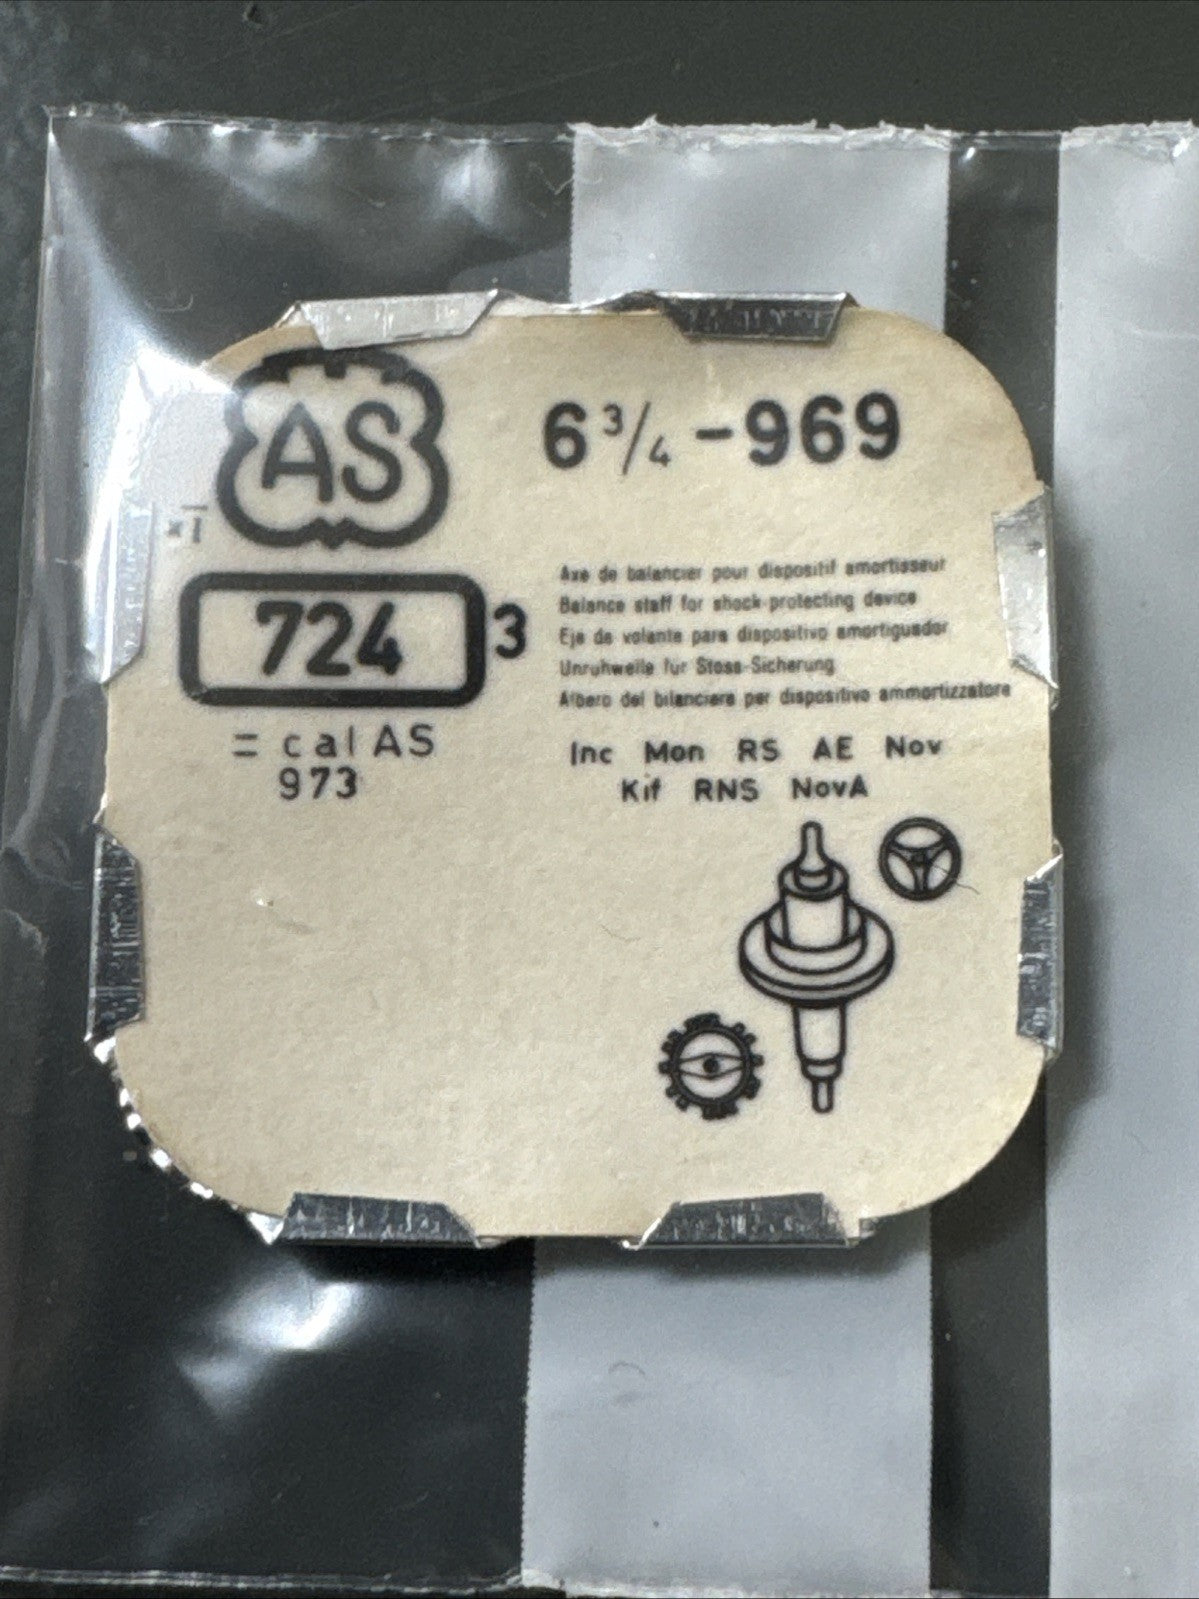 AS
6 3/4 - 969
724 3
= cal AS
973
Axe de balancier pour dispositif amortisseur
Balance staff for shock-protecting device
Eje de volante para dispositivo amortiguador
Unruhwelle für Stoss-Sicherung
Albero del bilanciere per dispositivo ammortizzatore
Inc Mon RS AE Nov
Kif RNS NovA